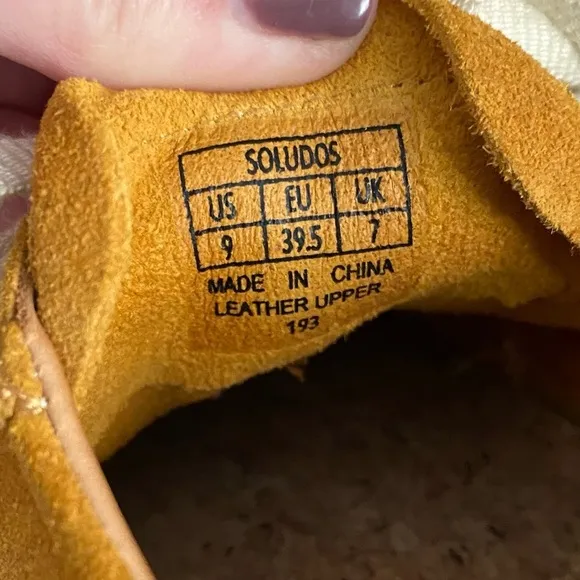 SOLUDOS
US EU UK
9 39.5 7
MADE IN CHINA
LEATHER UPPER
193